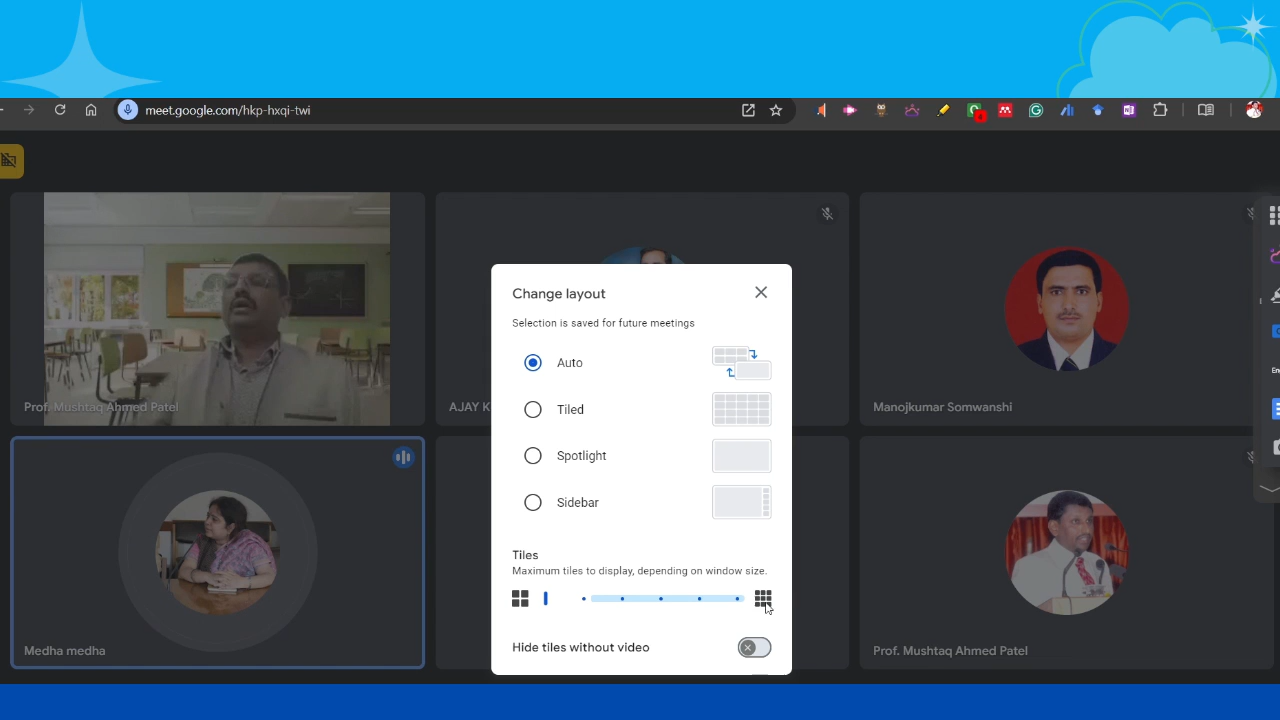 meet.google.com/hkp-hxqi-twi
4
Prof. Mushtaq Ahmed Patel
AJAY K
Manojkumar Somwanshi
Change layout
Selection is saved for future meetings
Auto
Tiled
Spotlight
Sidebar
Tiles
Maximum tiles to display, depending on window size.
Hide tiles without video
Medha medha
Prof. Mushtaq Ahmed Patel